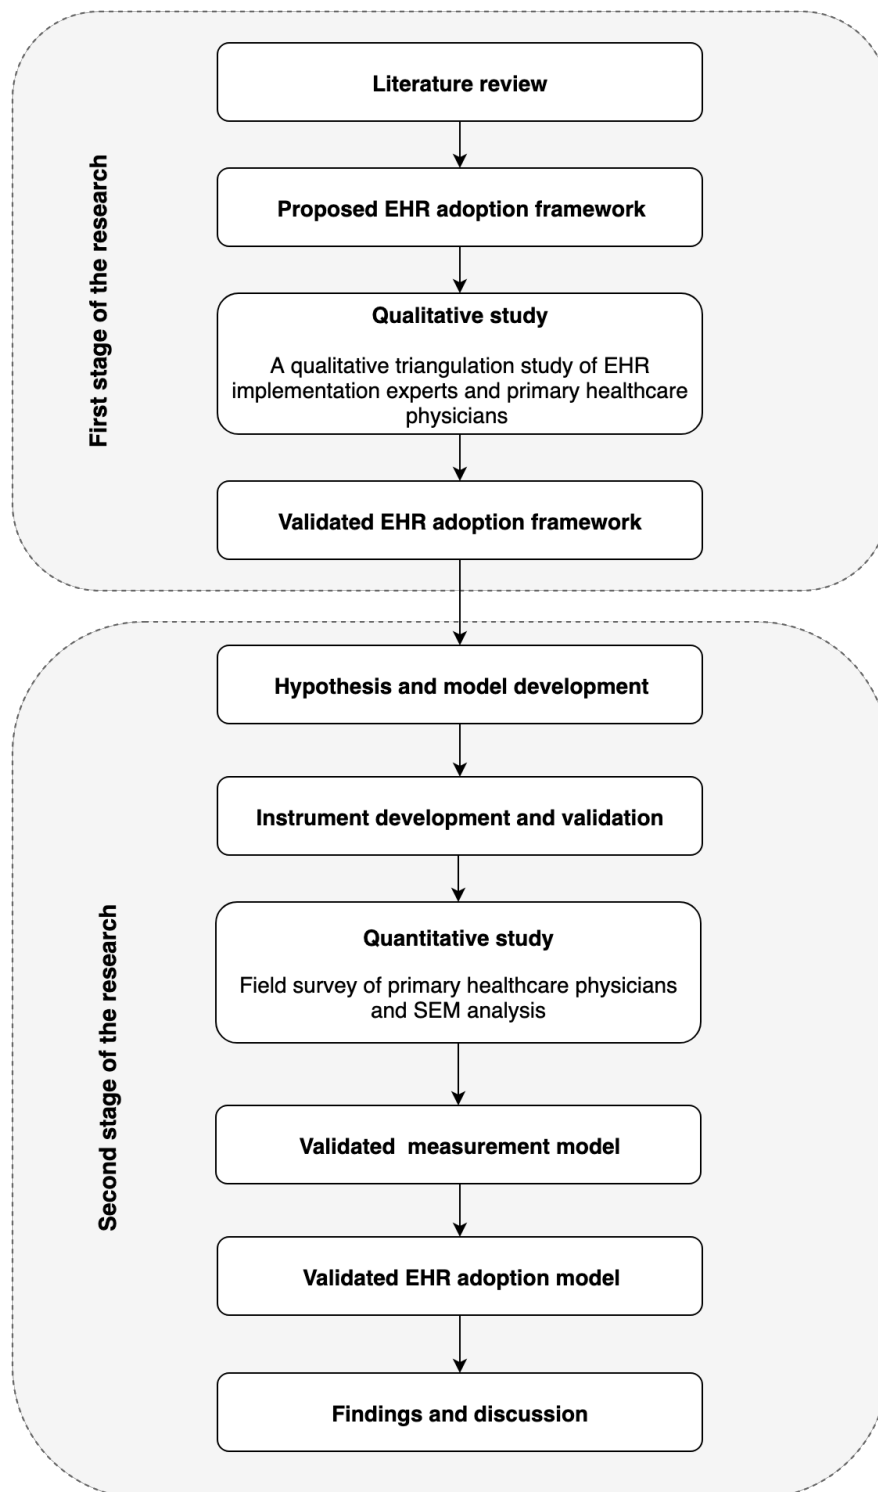 First stage of the research
Literature review
Proposed EHR adoption framework
Qualitative study
A qualitative triangulation study of EHR
implementation experts and primary healthcare
physicians
Validated EHR adoption framework
Second stage of the research
Hypothesis and model development
Instrument development and validation
Quantitative study
Field survey of primary healthcare physicians
and SEM analysis
Validated  measurement model
Validated EHR adoption model
Findings and discussion